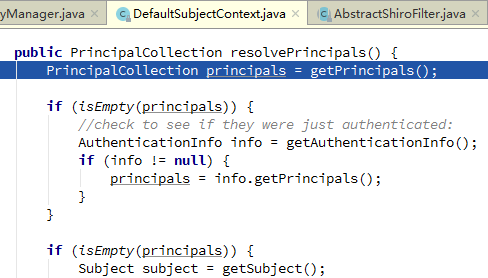 yManager.java × DefaultSubjectContext.java × AbstractShiroFilter.java
public PrincipalCollection resolvePrincipals() {
PrincipalCollection principals = getPrincipals();
if (isEmpty(principals)) {
//check to see if they were just authenticated:
AuthenticationInfo info = getAuthenticationInfo();
if (info != null) {
principals = info.getPrincipals();
}
}
if (isEmpty(principals)) {
Subject subject = getSubject();